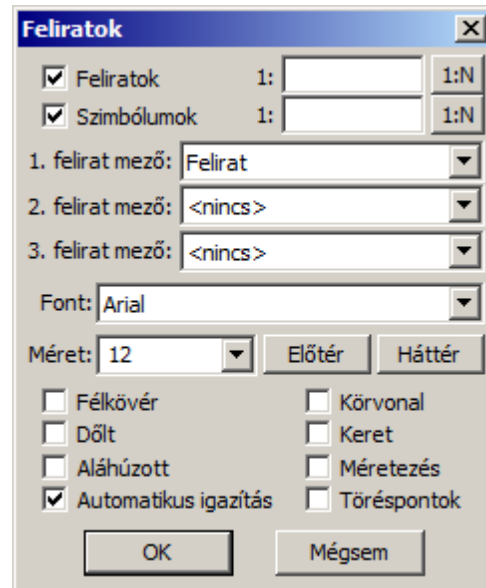 Feliratok
Feliratok 1: 1:N
Szimbólumok 1: 1:N
1. felirat mező: Felirat
2. felirat mező: <nincs>
3. felirat mező: <nincs>
Font: Arial
Méret: 12 Előtér Háttér
Félkövér Körvonal
Dőlt Keret
Aláhúzott Méretezés
Automatikus igazítás Töréspontok
OK Mégsem